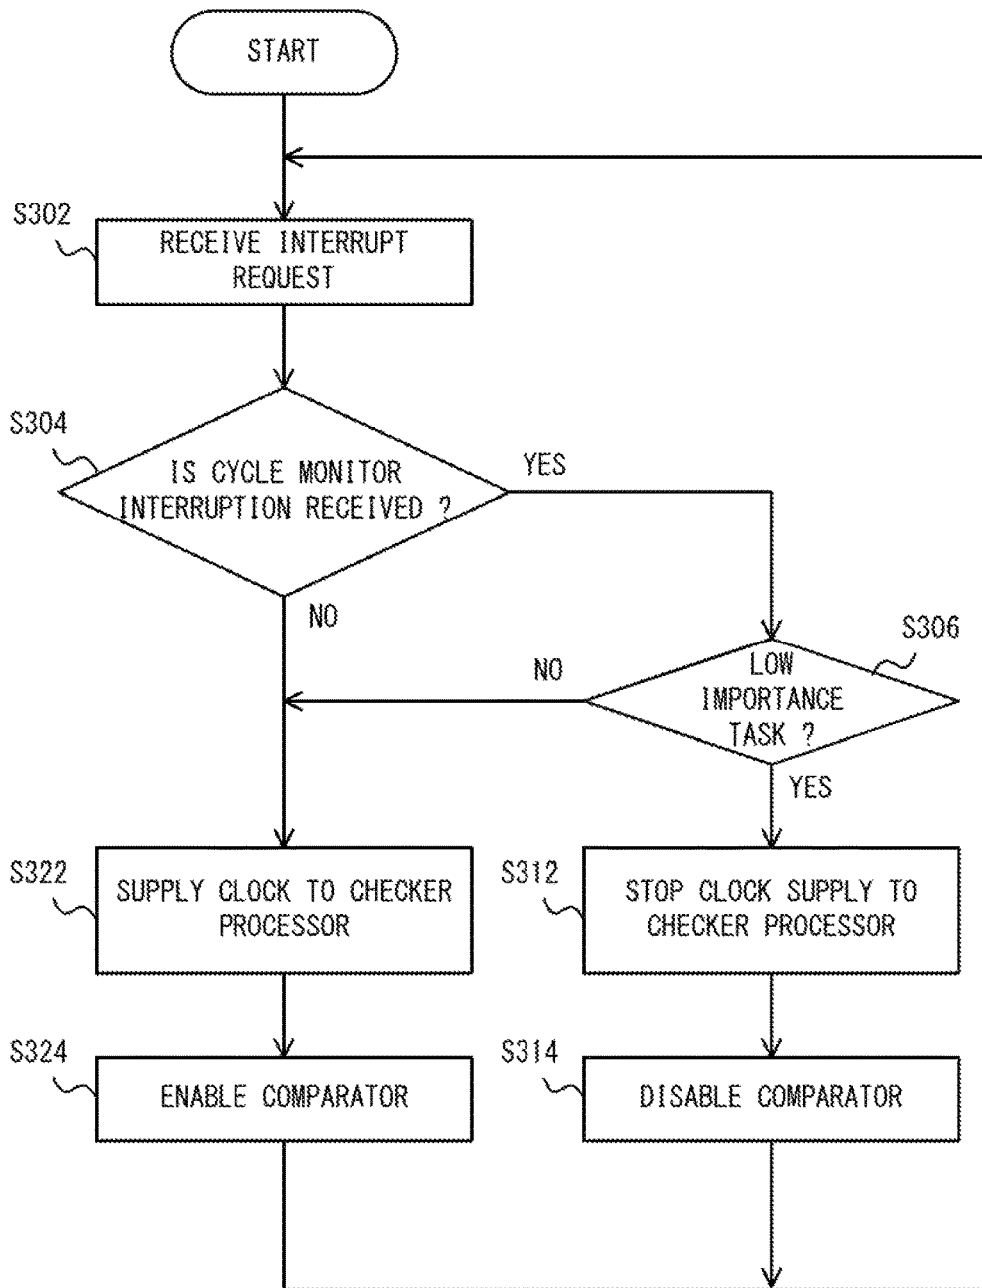 START
S302
RECEIVE INTERRUPT
REQUEST
S304
IS CYCLE MONITOR
INTERRUPTION RECEIVED ?
YES
NO
S306
LOW
IMPORTANCE
TASK ?
NO
YES
S322
SUPPLY CLOCK TO CHECKER
PROCESSOR
S312
STOP CLOCK SUPPLY TO
CHECKER PROCESSOR
S324
ENABLE COMPARATOR
S314
DISABLE COMPARATOR